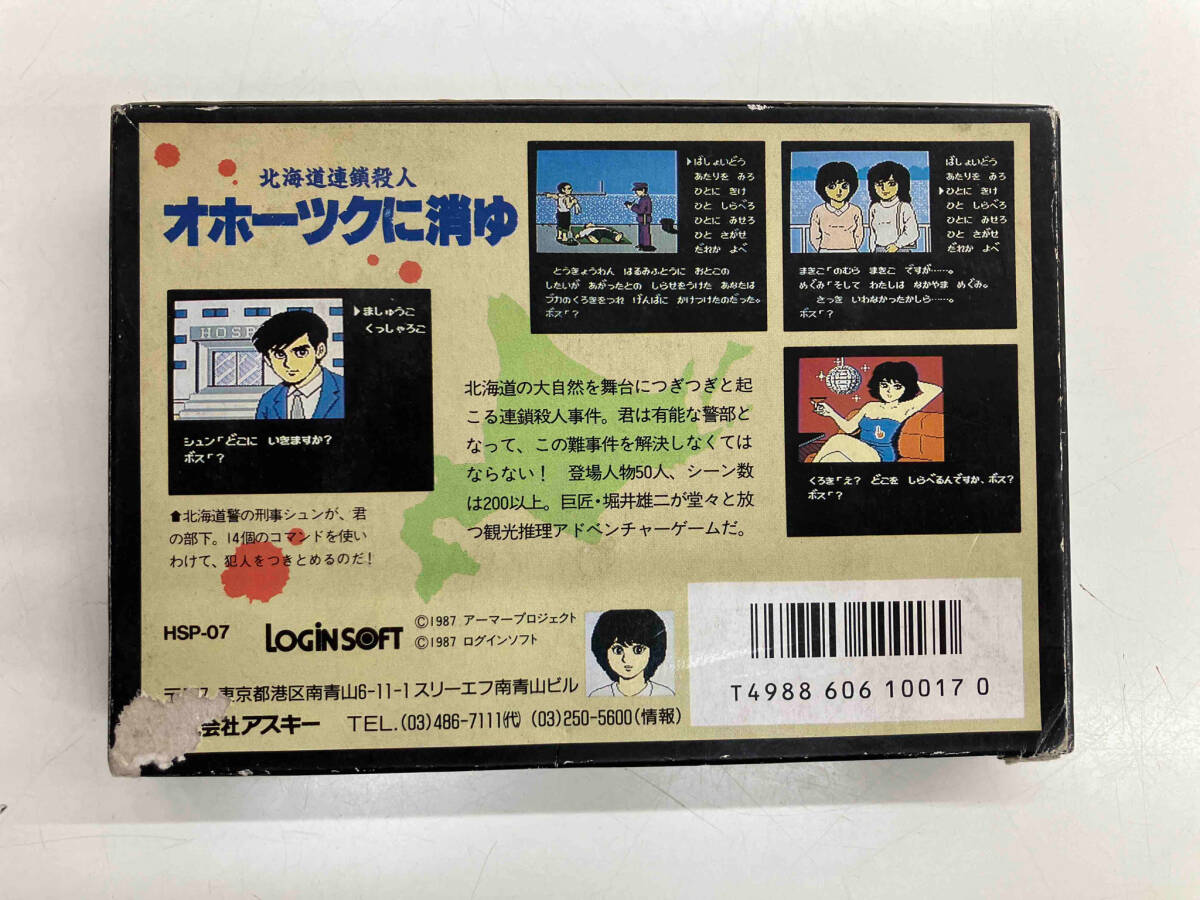 北海道連鎖殺人
オホーツクに消ゆ
HOSP
▶ましゅうこ
くっしゃろこ
シュン「どこに いきますか?
ボス「?
⬆北海道警の刑事シュンが、君
の部下。14個のコマンドを使い
わけて、犯人をつきとめるのだ!
▶ばしょいどう
あたりを みろ
ひとに きけ
ひと しらべろ
ひとに みせろ
ひと さがせ
だれか よべ
とうきょうわん はるみふとうに おとこの
したいが あがったとの しらせをうけた あなたは
ブカのくろきをつれ げんばに かけつけたのだった。
ボス「?
ばしょいどう
あたりを みろ
▶ひとに きけ
ひと しらべろ
ひとに みせろ
ひと さがせ
だれか よべ
まきこ「のむら まきこ ですが……。
めぐみ「そして わたしは なかやま めぐみ。
さっき いわなかったかしら……。
ボス「?
北海道の大自然を舞台につぎつぎと起
こる連鎖殺人事件。君は有能な警部と
なって、この難事件を解決しなくては
ならない! 登場人物50人、シーン数
は200以上。巨匠・堀井雄二が堂々と放
つ観光推理アドベンチャーゲームだ。
くろき「え? どこを しらべるんですか、ボス?
ボス「?
HSP-07
LOGiNSOFT
©1987 アーマープロジェクト
©1987 ログインソフト
東京都港区南青山6-11-1スリーエフ南青山ビル
会社アスキー TEL.(03)486-7111(代) (03)250-5600(情報)
T4988 606 10017 0